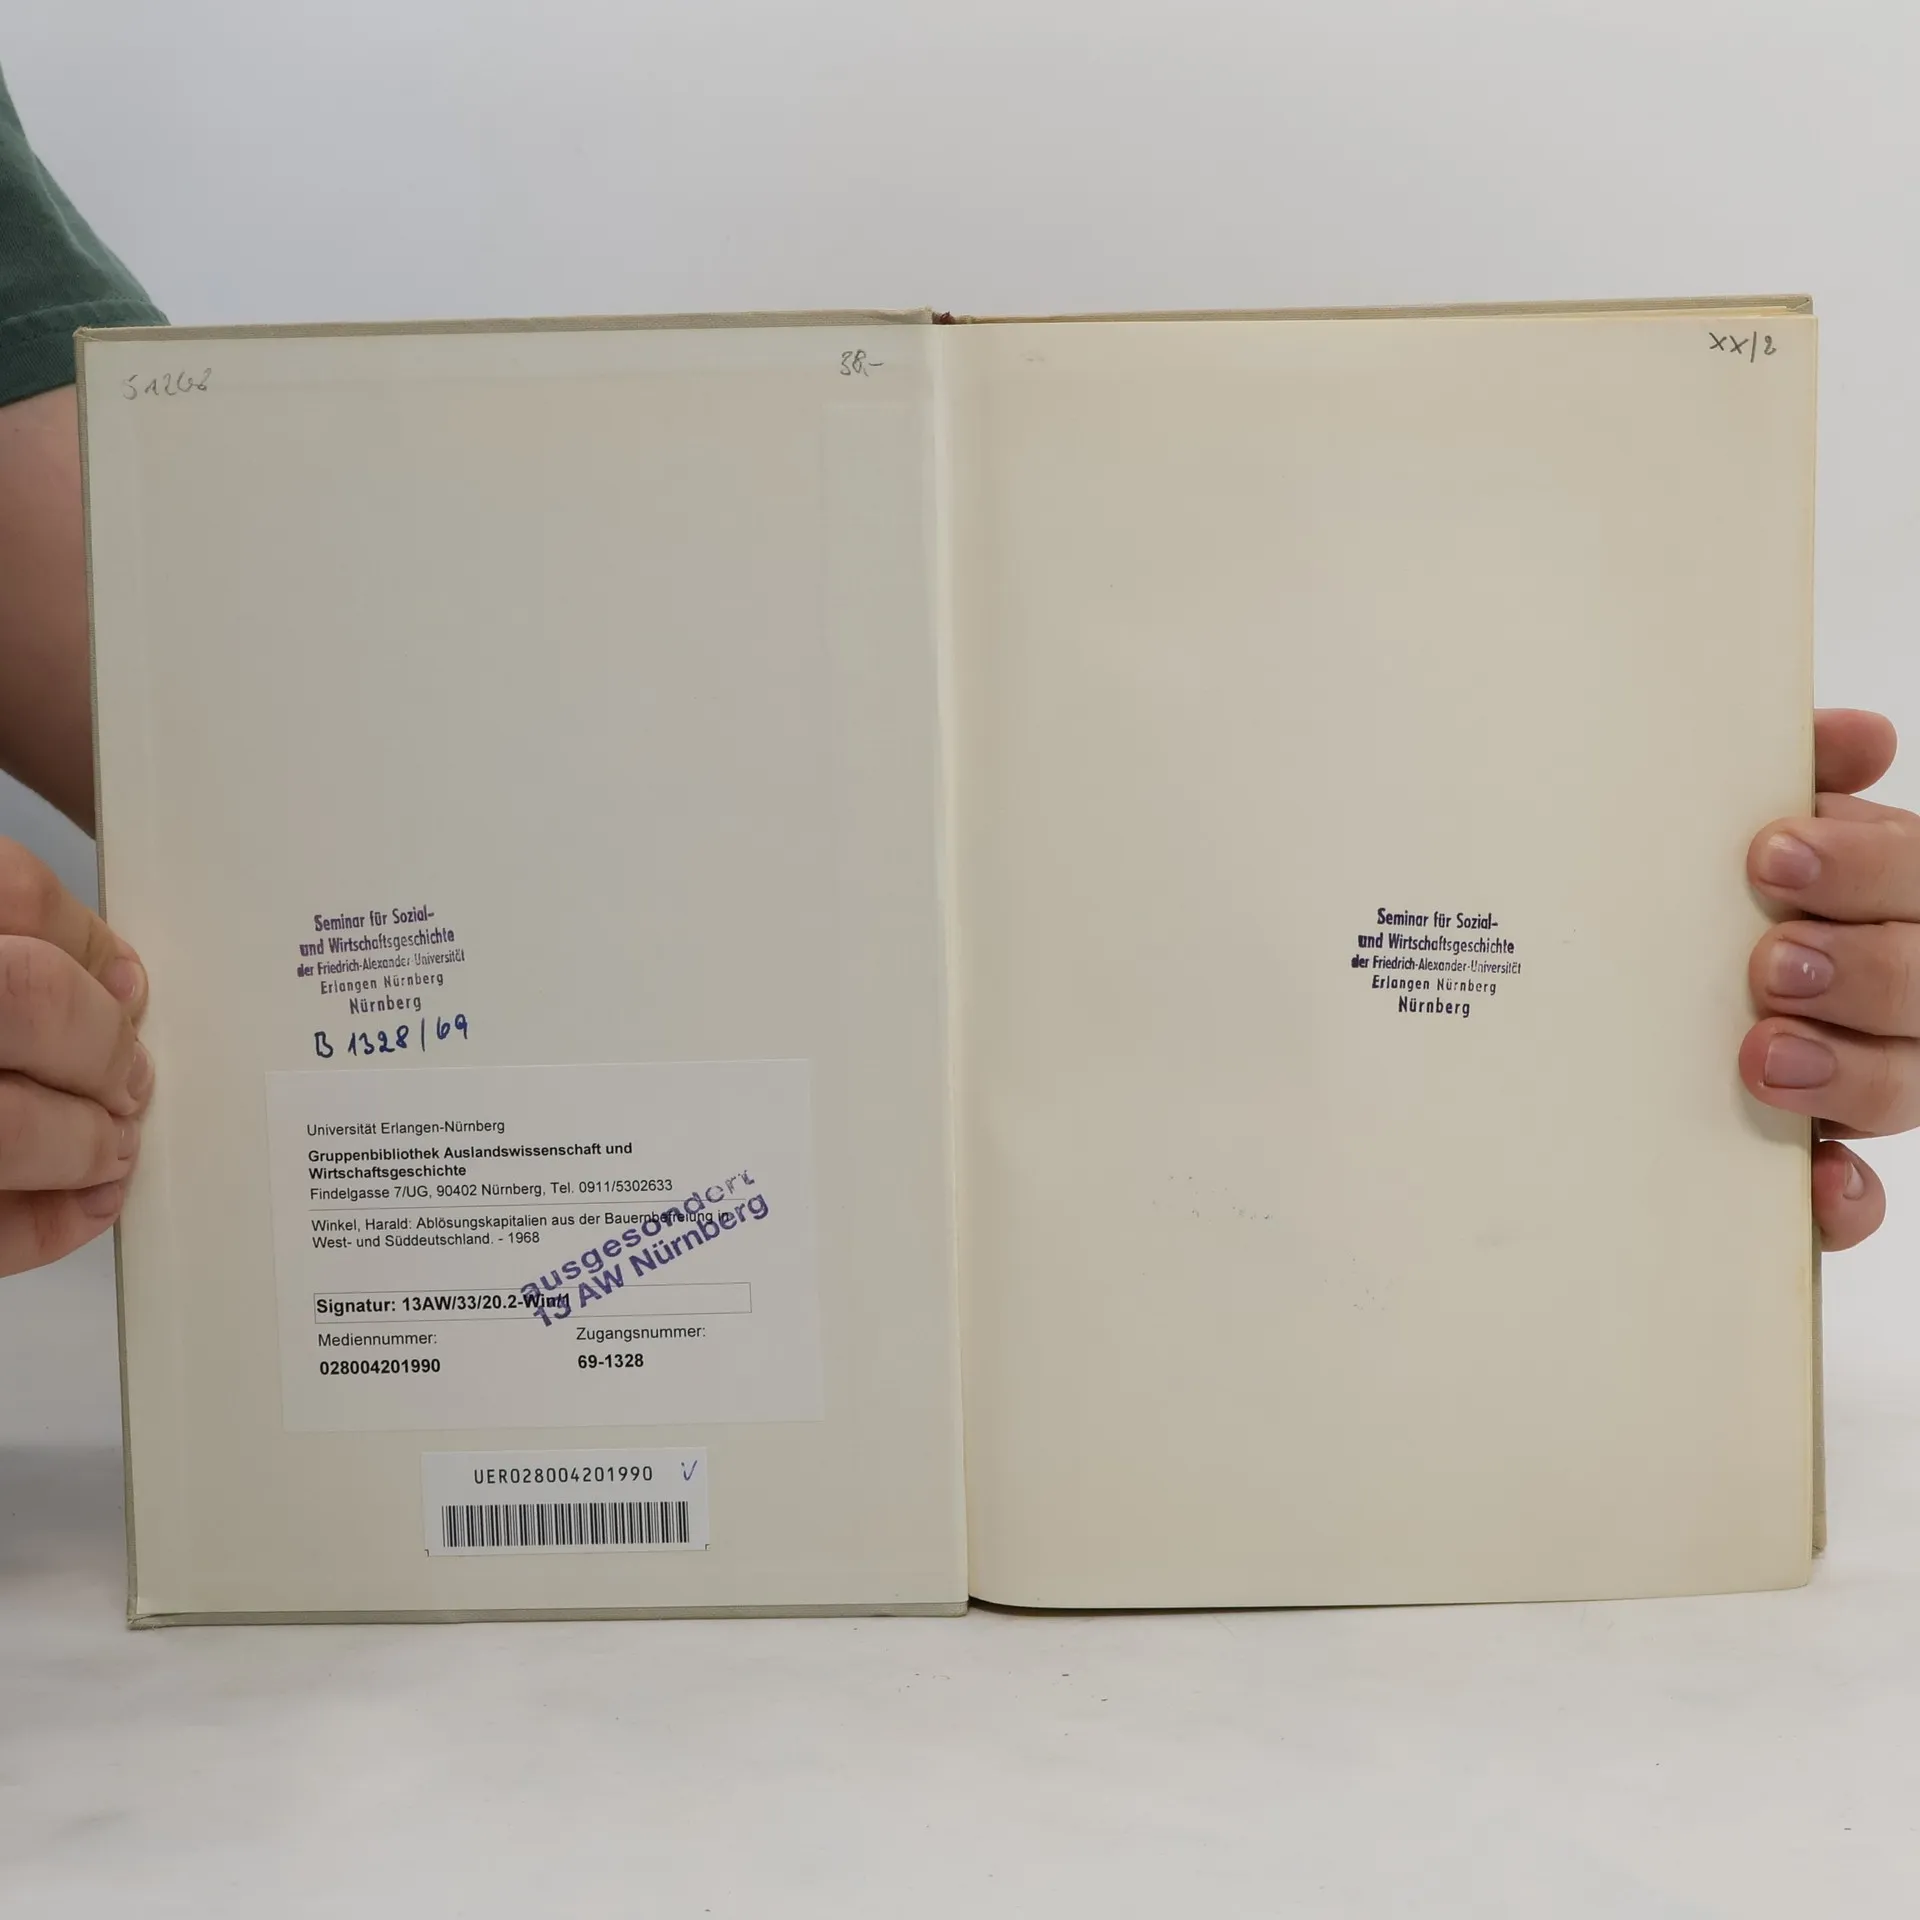 38,-
XX/2
Seminar für Sozial-
und Wirtschaftsgeschichte
der Friedrich-Alexander-Universität
Erlangen Nürnberg
Nürnberg
B 1328/69
Universität Erlangen-Nürnberg
Gruppenbibliothek Auslandswissenschaft und
Wirtschaftsgeschichte
Findelgasse 7/UG, 90402 Nürnberg, Tel. 0911/5302633
Winkel, Harald: Ablösungskapitalien aus der Bauernbefreiung in
West- und Süddeutschland. - 1968
ausgesondert
13 AW Nürnberg
Signatur: 13AW/33/20.2-Win/1
Mediennummer:
028004201990
Zugangsnummer:
69-1328
UER028004201990
Seminar für Sozial-
und Wirtschaftsgeschichte
der Friedrich-Alexander-Universität
Erlangen Nürnberg
Nürnberg